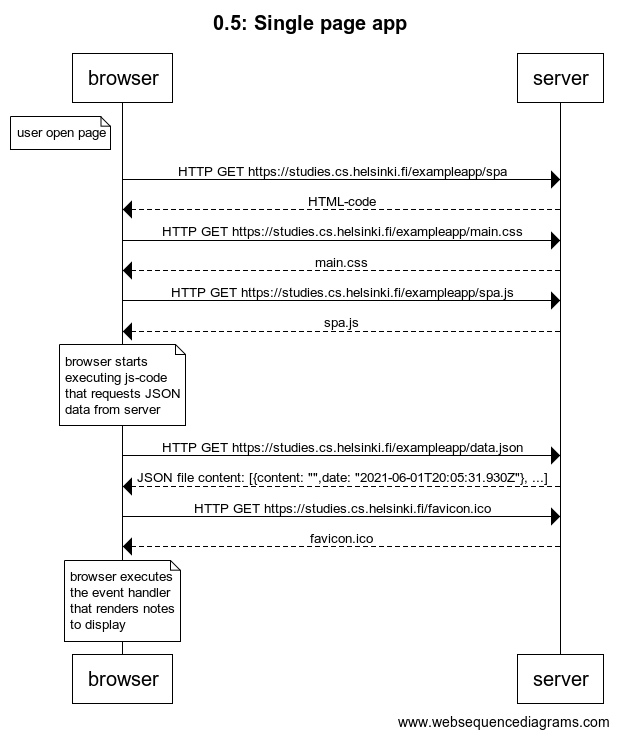 0.5: Single page app
browser
server
user open page
HTTP GET https://studies.cs.helsinki.fi/exampleapp/spa
HTML-code
HTTP GET https://studies.cs.helsinki.fi/exampleapp/main.css
main.css
HTTP GET https://studies.cs.helsinki.fi/exampleapp/spa.js
spa.js
browser starts
executing js-code
that requests JSON
data from server
HTTP GET https://studies.cs.helsinki.fi/exampleapp/data.json
JSON file content: [{content: "",date: "2021-06-01T20:05:31.930Z"}, ...]
HTTP GET https://studies.cs.helsinki.fi/favicon.ico
favicon.ico
browser executes
the event handler
that renders notes
to display
browser
server
www.websequencediagrams.com